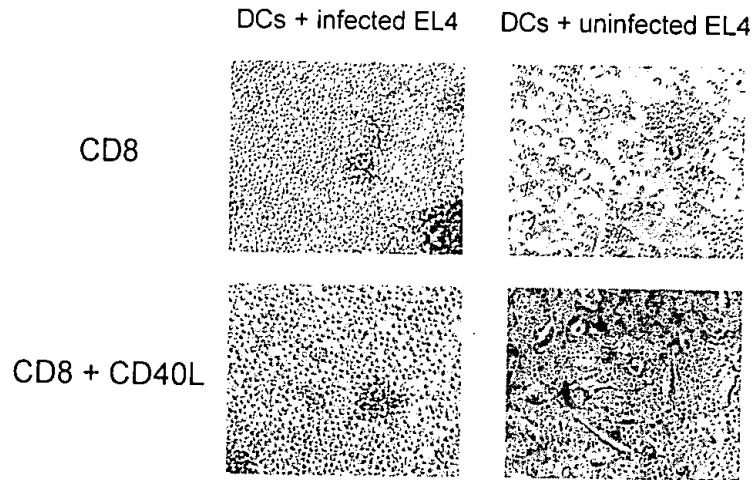 DCs + infected EL4 DCs + uninfected EL4
CD8
CD8 + CD40L